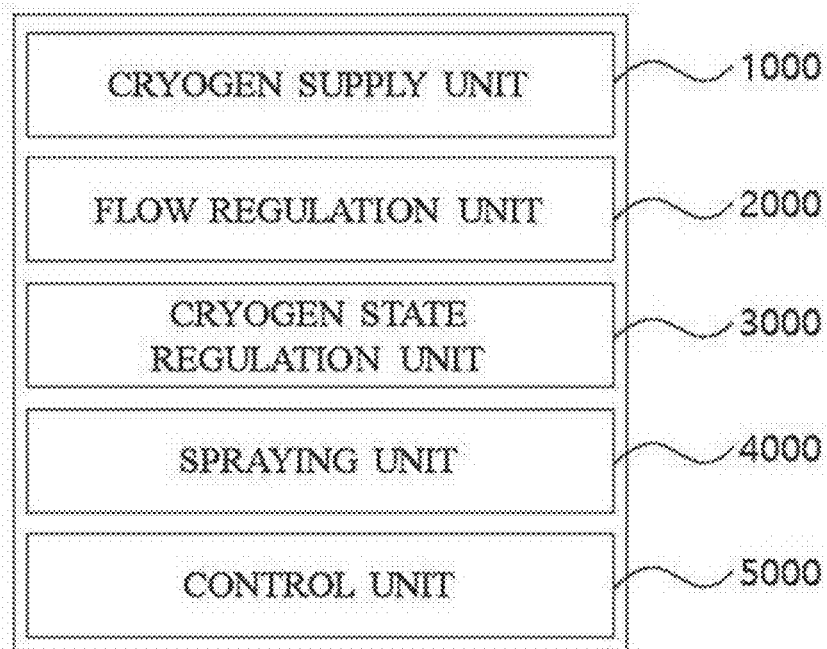 CRYOGEN SUPPLY UNIT
1000
FLOW REGULATION UNIT
2000
CRYOGEN STATE
REGULATION UNIT
3000
SPRAYING UNIT
4000
CONTROL UNIT
5000